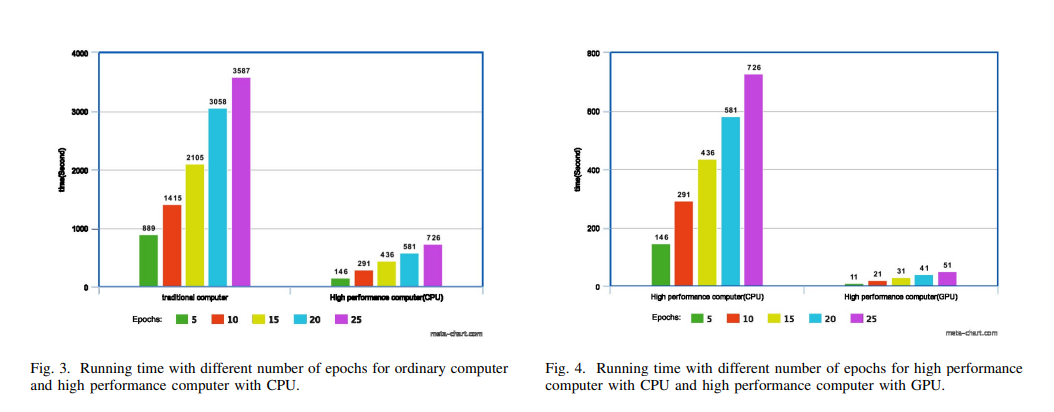 4000
3000
2000
1000
0
time(Second)
889
1415
2105
3058
3587
146
291
436
581
726
traditional computer
High performance computer(CPU)
Epochs: 5 10 15 20 25
meta-chart.com
Fig. 3. Running time with different number of epochs for ordinary computer
and high performance computer with CPU.
800
600
400
200
0
time(Second)
146
291
436
581
726
11
21
31
41
51
High performance computer(CPU)
High performance computer(GPU)
Epochs: 5 10 15 20 25
meta-chart.com
Fig. 4. Running time with different number of epochs for high performance
computer with CPU and high performance computer with GPU.